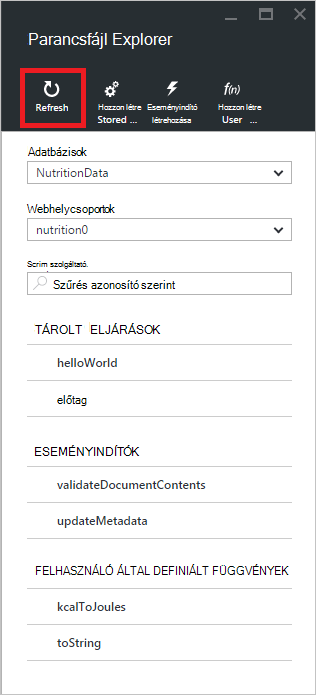 Parancsfájl Explorer
Refresh
Hozzon létre
Stored ...
Eseményindító
létrehozása
f(n)
Hozzon létre
User ...
Adatbázisok
NutritionData
Webhelycsoportok
nutrition0
Scrim szolgáltató.
Szűrés azonosító szerint
TÁROLT ELJÁRÁSOK
helloWorld
előtag
ESEMÉNYINDÍTÓK
validateDocumentContents
updateMetadata
FELHASZNÁLÓ ÁLTAL DEFINIÁLT FÜGGVÉNYEK
kcalToJoules
toString